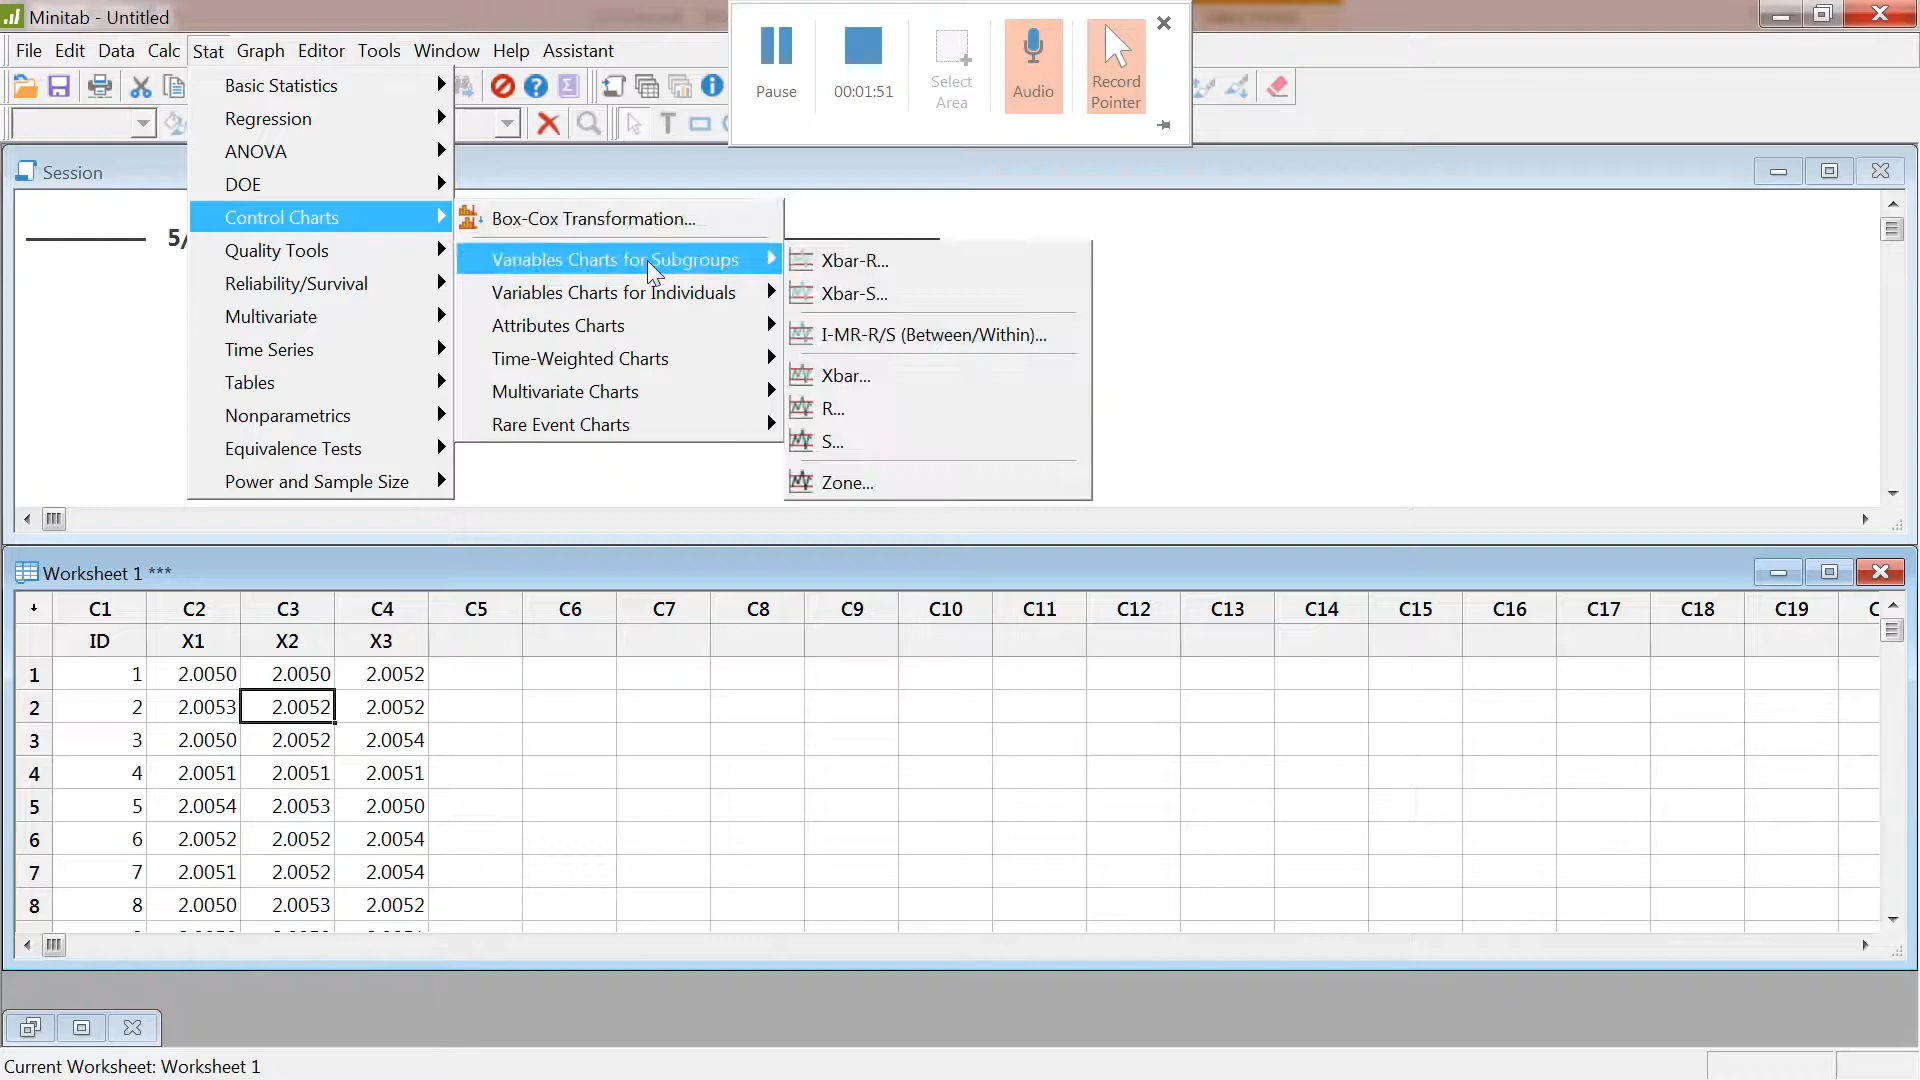 Minitab - Untitled
File Edit Data Calc Stat Graph Editor Tools Window Help Assistant
Pause
00:01:51
Select Area
Audio
Record Pointer
Session
5/
Basic Statistics
Regression
ANOVA
DOE
Control Charts
Quality Tools
Reliability/Survival
Multivariate
Time Series
Tables
Nonparametrics
Equivalence Tests
Power and Sample Size
Box-Cox Transformation...
Variables Charts for Subgroups
Variables Charts for Individuals
Attributes Charts
Time-Weighted Charts
Multivariate Charts
Rare Event Charts
Xbar-R...
Xbar-S...
I-MR-R/S (Between/Within)...
Xbar...
R...
S...
Zone...
Worksheet 1 ***
C1 C2 C3 C4 C5 C6 C7 C8 C9 C10 C11 C12 C13 C14 C15 C16 C17 C18 C19 C
ID X1 X2 X3
1 1 2.0050 2.0050 2.0052
2 2 2.0053 2.0052 2.0052
3 3 2.0050 2.0052 2.0054
4 4 2.0051 2.0051 2.0051
5 5 2.0054 2.0053 2.0050
6 6 2.0052 2.0052 2.0054
7 7 2.0051 2.0052 2.0054
8 8 2.0050 2.0053 2.0052
Current Worksheet: Worksheet 1